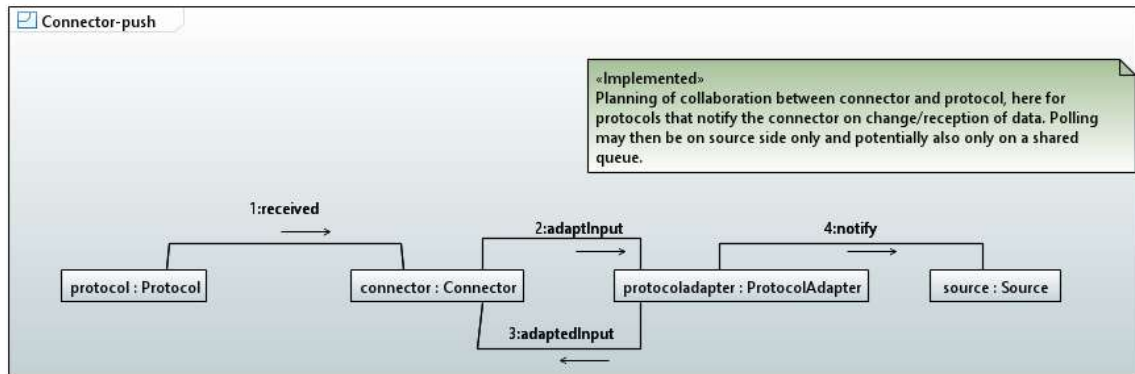 Connector-push
«Implemented»
Planning of collaboration between connector and protocol, here for
protocols that notify the connector on change/reception of data. Polling
may then be on source side only and potentially also only on a shared
queue.
1:received
2:adaptInput
4:notify
protocol : Protocol
connector : Connector
protocoladapter : ProtocolAdapter
source : Source
3:adaptedInput